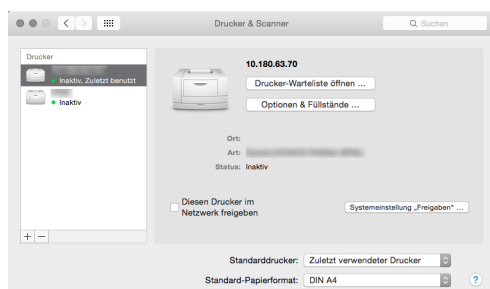 Drucker & Scanner
Suchen
Drucker
Inaktiv, Zuletzt benutzt
Inaktiv
10.180.63.70
Drucker-Warteliste öffnen ...
Optionen & Füllstände ...
Ort:
Art:
Status: Inaktiv
Diesen Drucker im
Netzwerk freigeben
Systemeinstellung „Freigaben“ ...
Standarddrucker: Zuletzt verwendeter Drucker
Standard-Papierformat: DIN A4
?